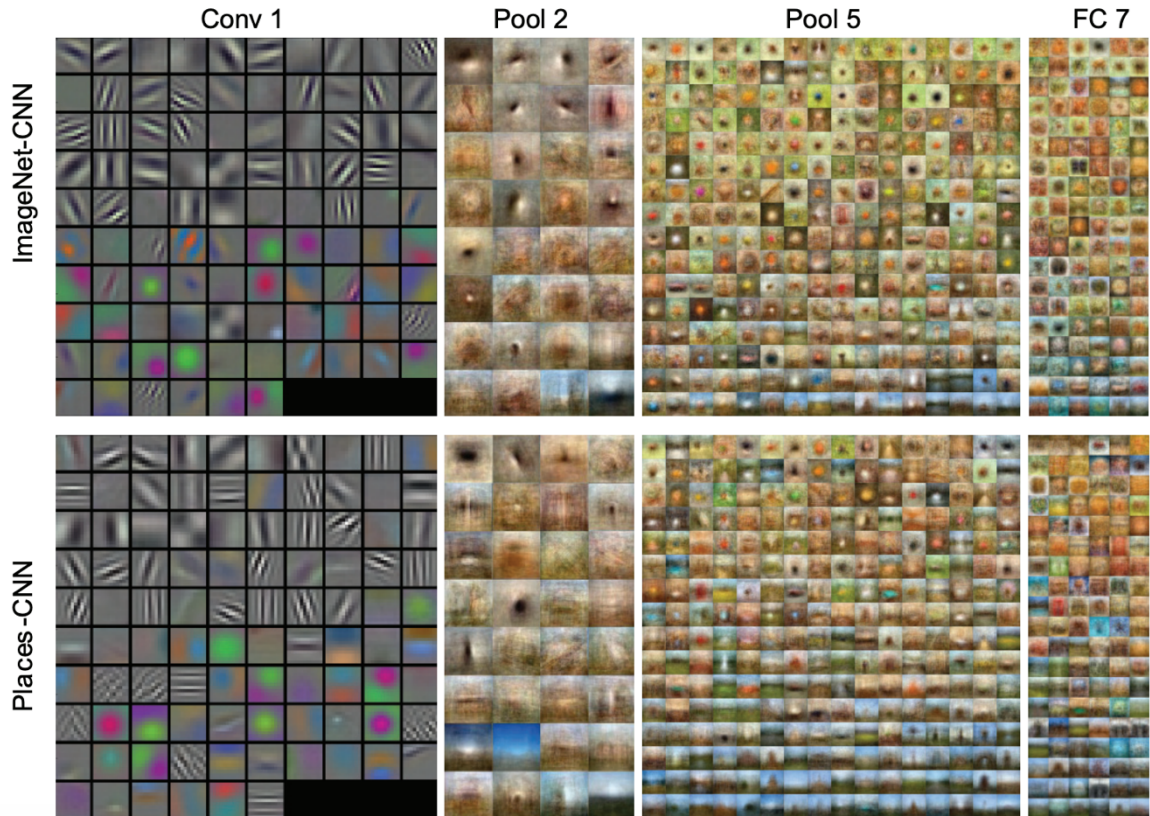 Conv 1
Pool 2
Pool 5
FC 7
ImageNet-CNN
Places-CNN